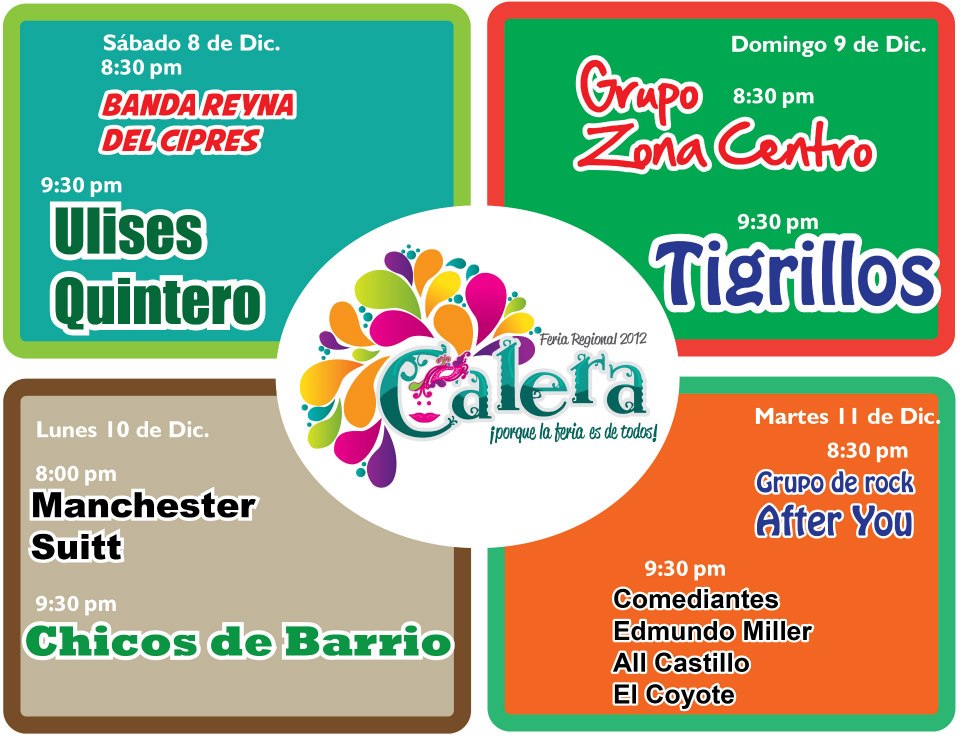 Sábado 8 de Dic.
8:30 pm
BANDA REYNA
DEL CIPRES
9:30 pm
Ulises
Quintero
Domingo 9 de Dic.
Grupo 8:30 pm
Zona Centro
9:30 pm
Tigrillos
Feria Regional 2012
Calera
¡porque la feria es de todos!
Lunes 10 de Dic.
8:00 pm
Manchester
Suitt
9:30 pm
Chicos de Barrio
Martes 11 de Dic.
8:30 pm
Grupo de rock
After You
9:30 pm
Comediantes
Edmundo Miller
All Castillo
El Coyote